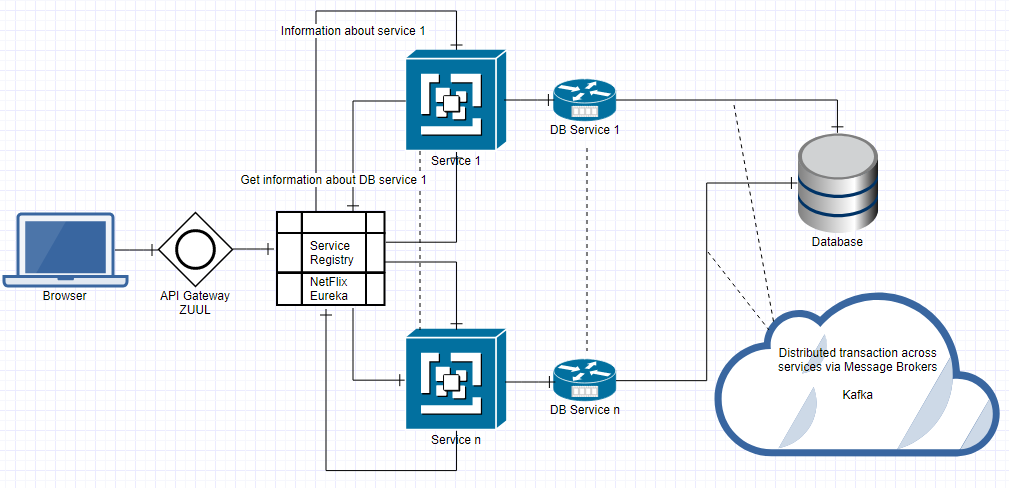 Information about service 1
DB Service 1
Service 1
Get information about DB service 1
Database
Service
Registry
NetFlix
Eureka
Browser
API Gateway
ZUUL
Distributed transaction across
services via Message Brokers
Kafka
DB Service n
Service n